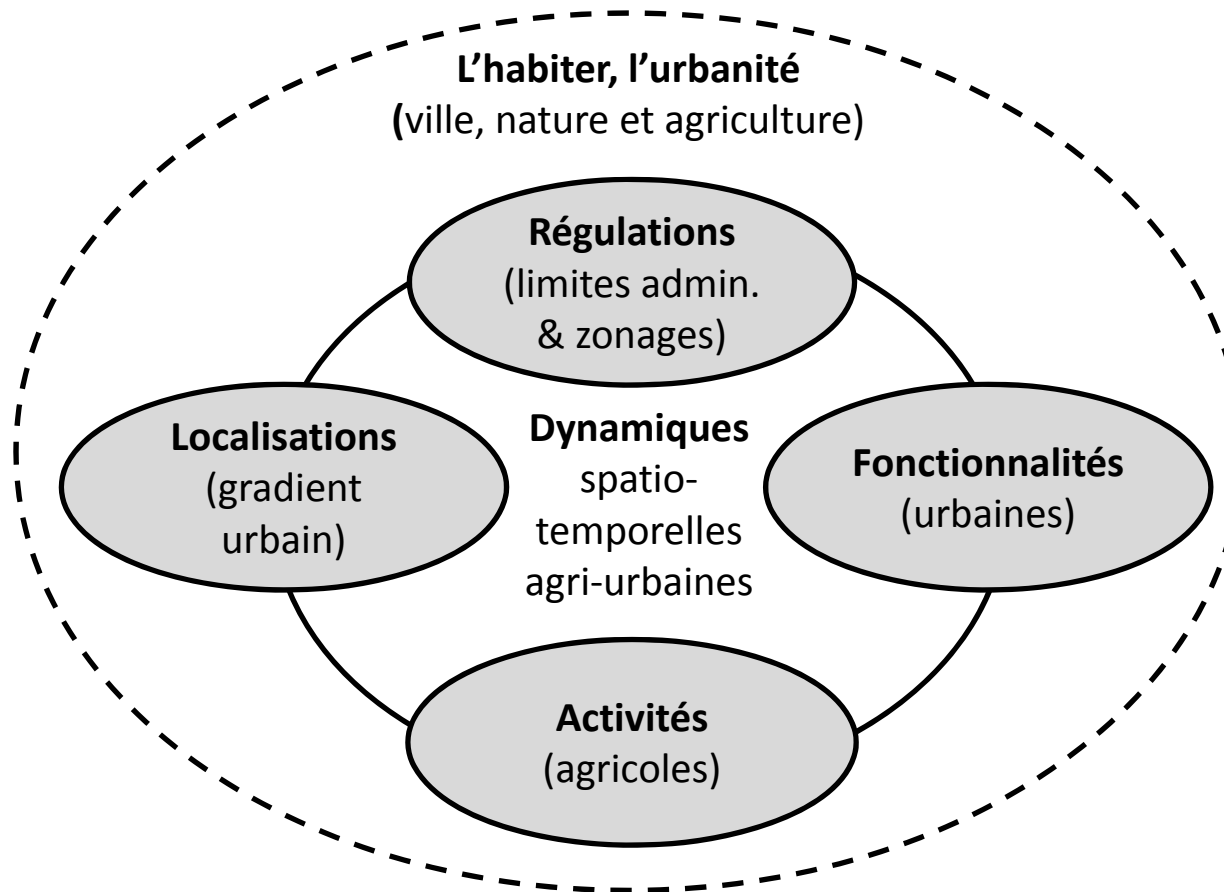 L’habiter, l’urbanité
(ville, nature et agriculture)
Régulations
(limites admin.
& zonages)
Localisations
(gradient
urbain)
Dynamiques
spatio-
temporelles
agri-urbaines
Fonctionnalités
(urbaines)
Activités
(agricoles)